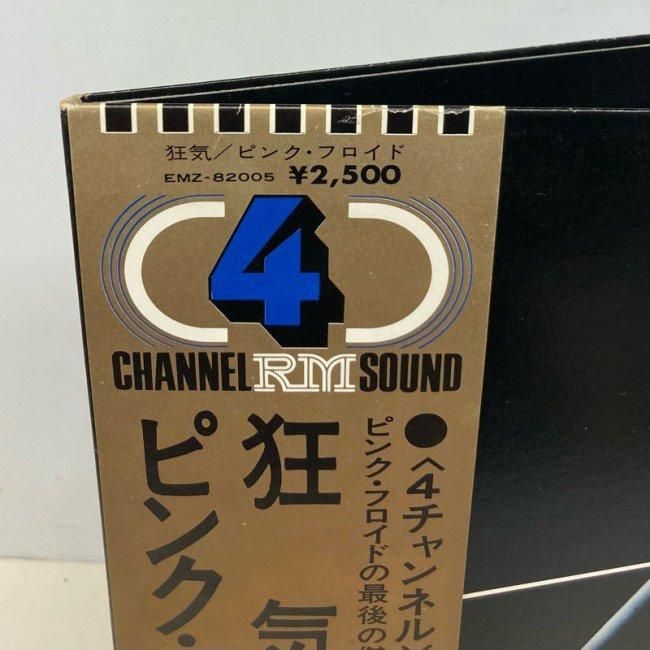 狂気/ピンク・フロイド
EMZ-82005 ¥2,500
4
CHANNEL RM SOUND
●〈4チャンネル〉
ピンク・フロイドの最後の
狂気
ピンク・